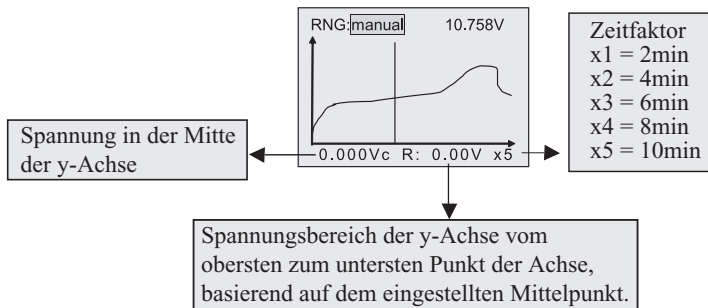 RNG: manual 10.758V
0.000Vc R: 0.00V x5
Zeitfaktor
x1 = 2min
x2 = 4min
x3 = 6min
x4 = 8min
x5 = 10min
Spannung in der Mitte
der y-Achse
Spannungsbereich der y-Achse vom
obersten zum untersten Punkt der Achse,
basierend auf dem eingestellten Mittelpunkt.